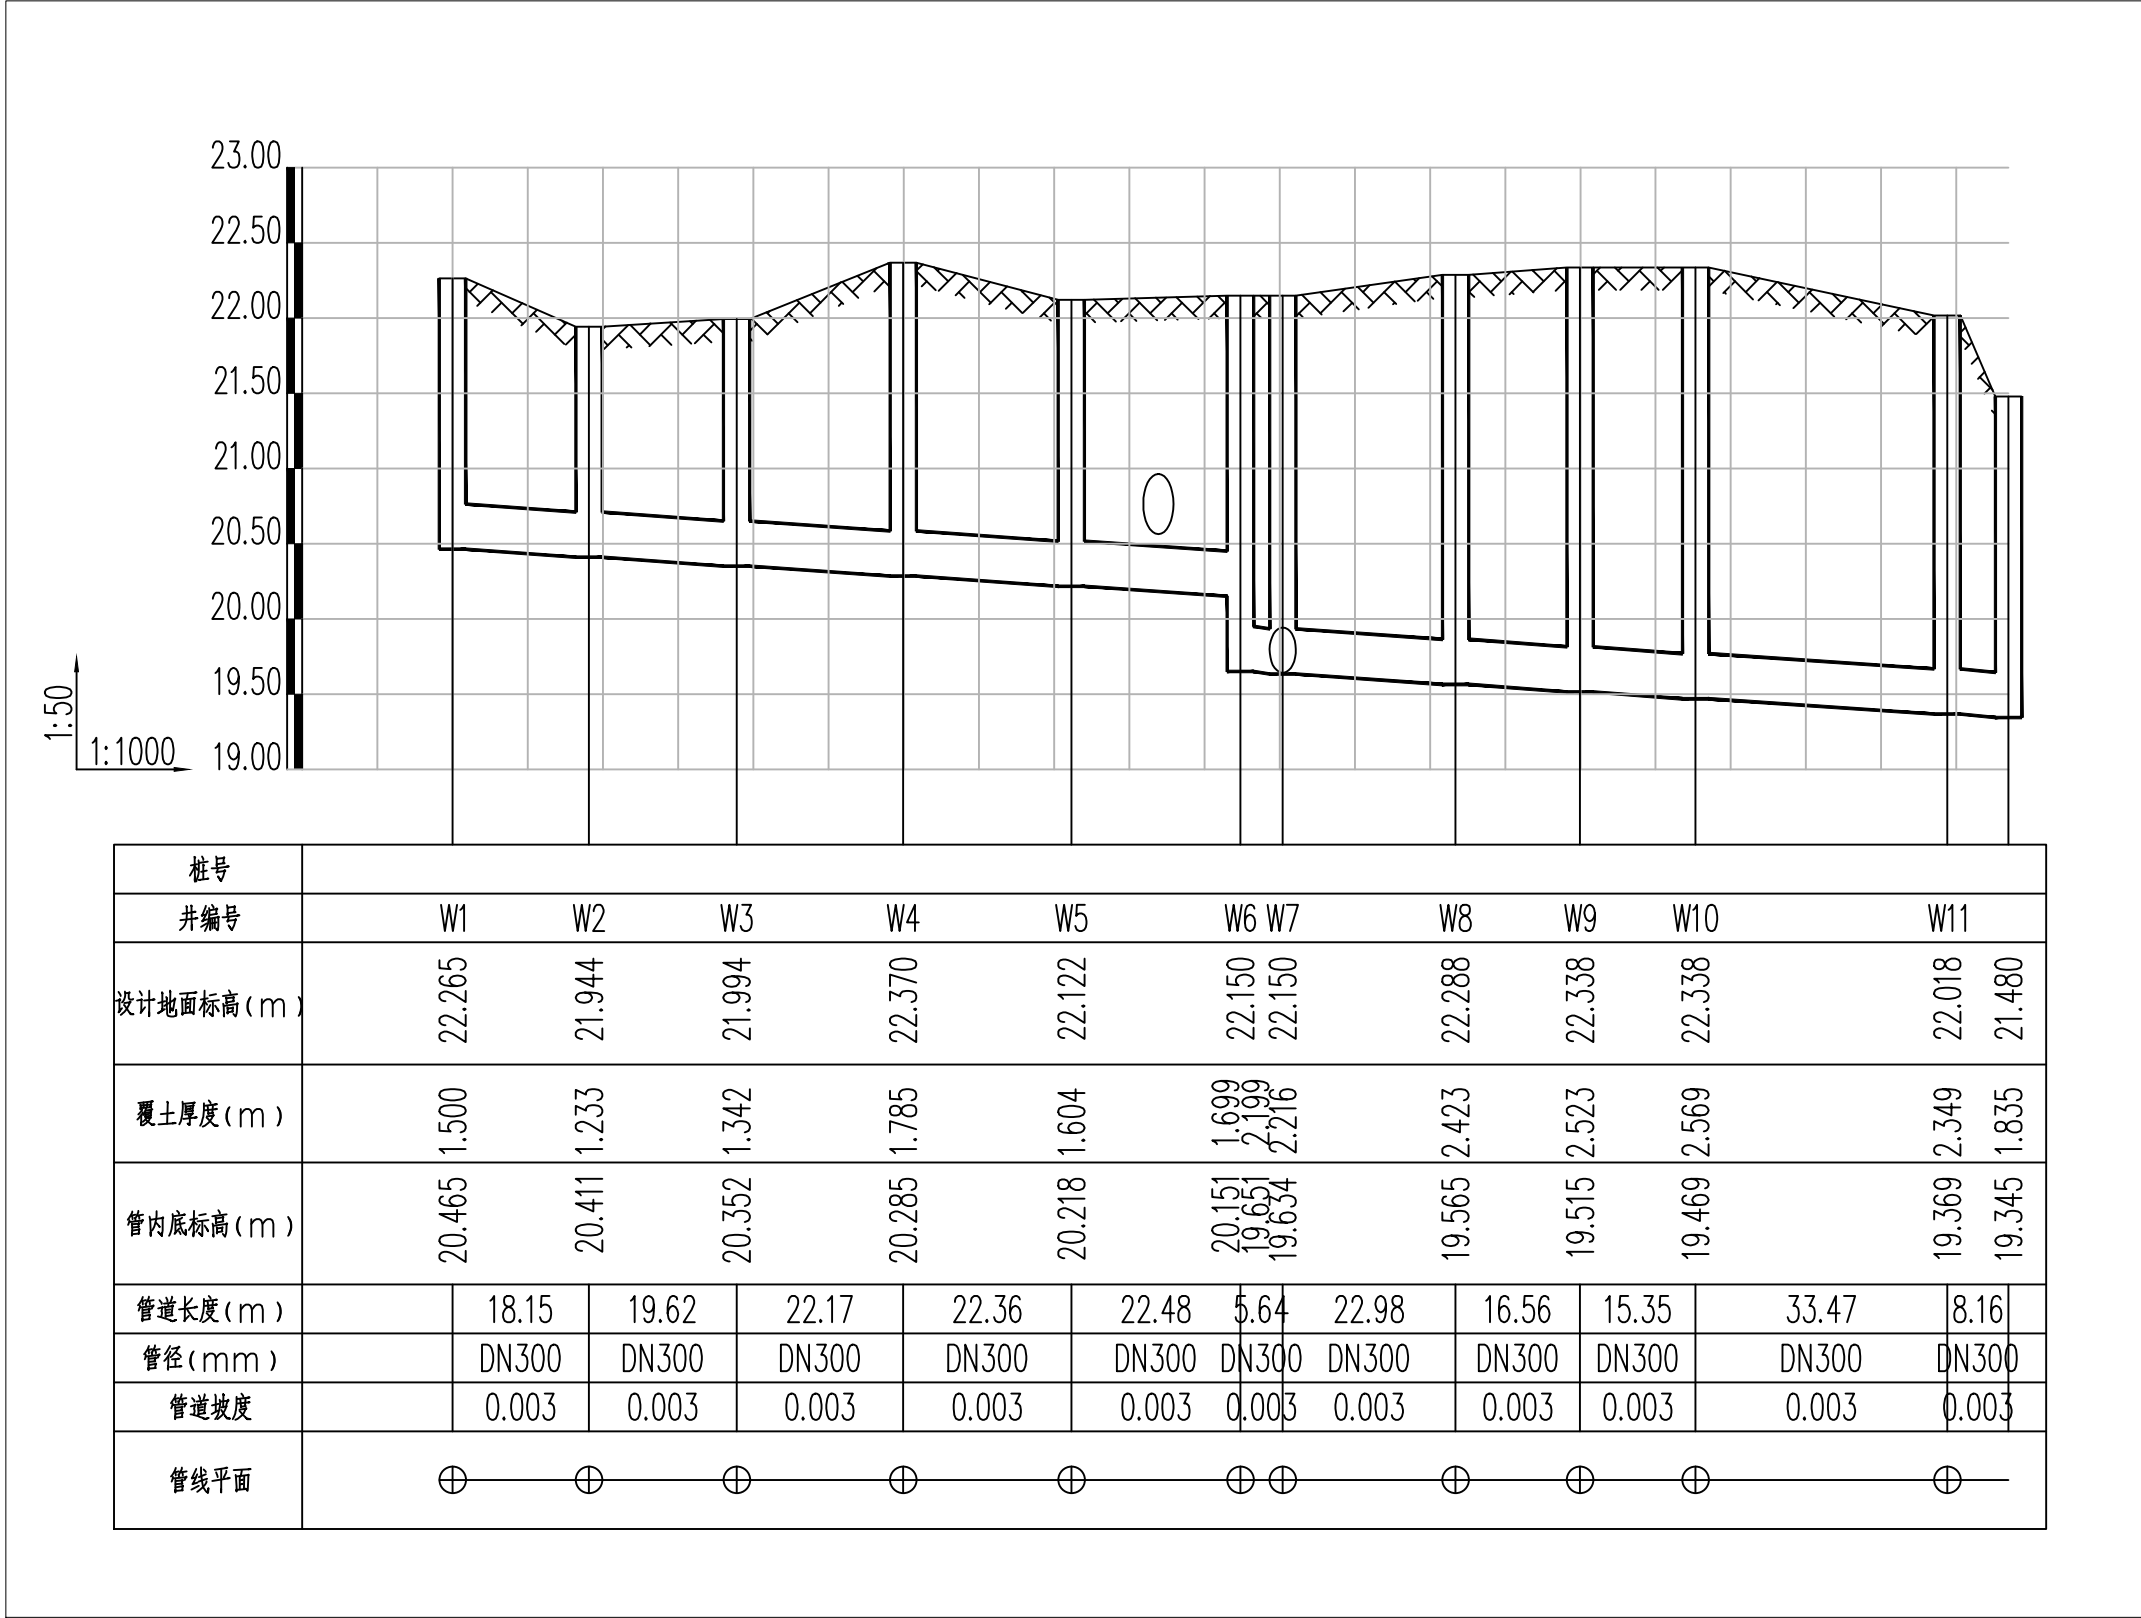 23.00
22.50
22.00
21.50
21.00
20.50
20.00
19.50
19.00
1:50
1:1000
桩号
井编号 W1 W2 W3 W4 W5 W6 W7 W8 W9 W10 W11
设计地面标高(m) 22.265 21.944 21.994 22.370 22.122 22.150 22.150 22.288 22.338 22.338 22.018 21.480
覆土厚度(m) 1.500 1.233 1.342 1.785 1.604 1.699 2.199 2.216 2.423 2.523 2.569 2.349 1.835
管内底标高(m) 20.465 20.411 20.352 20.285 20.218 20.151 19.651 19.634 19.565 19.515 19.469 19.369 19.345
管道长度(m) 18.15 19.62 22.17 22.36 22.48 5.64 22.98 16.56 15.35 33.47 8.16
管径(mm) DN300 DN300 DN300 DN300 DN300 DN300 DN300 DN300 DN300 DN300 DN300
管道坡度 0.003 0.003 0.003 0.003 0.003 0.003 0.003 0.003 0.003 0.003 0.003
管线平面